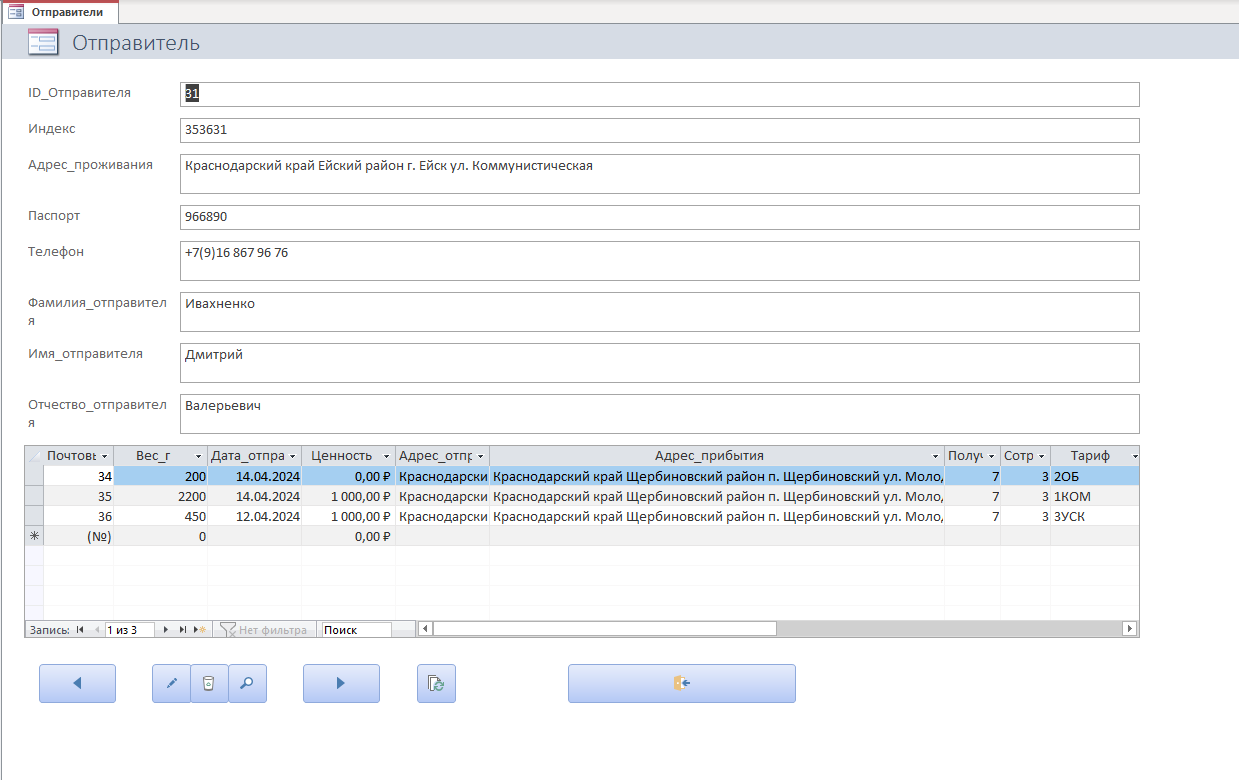 Отправители
Отправитель
ID_Отправителя 31
Индекс 353631
Адрес_проживания Краснодарский край Ейский район г. Ейск ул. Коммунистическая
Паспорт 966890
Телефон +7(9)16 867 96 76
Фамилия_отправител
я
Ивахненко
Имя_отправителя Дмитрий
Отчество_отправител
я
Валерьевич
Почтовы Вес_г Дата_отпра Ценность Адрес_отпр Адрес_прибытия Получ Сотр Тариф
34 200 14.04.2024 0,00 ₽ Краснодарски Краснодарский край Щербиновский район п. Щербиновский ул. Моло, 7 3 2ОБ
35 2200 14.04.2024 1 000,00 ₽ Краснодарски Краснодарский край Щербиновский район п. Щербиновский ул. Моло, 7 3 1КОМ
36 450 12.04.2024 1 000,00 ₽ Краснодарски Краснодарский край Щербиновский район п. Щербиновский ул. Моло, 7 3 3УСК
(№) 0 0,00 ₽
Запись: 1 из 3 Нет фильтра Поиск